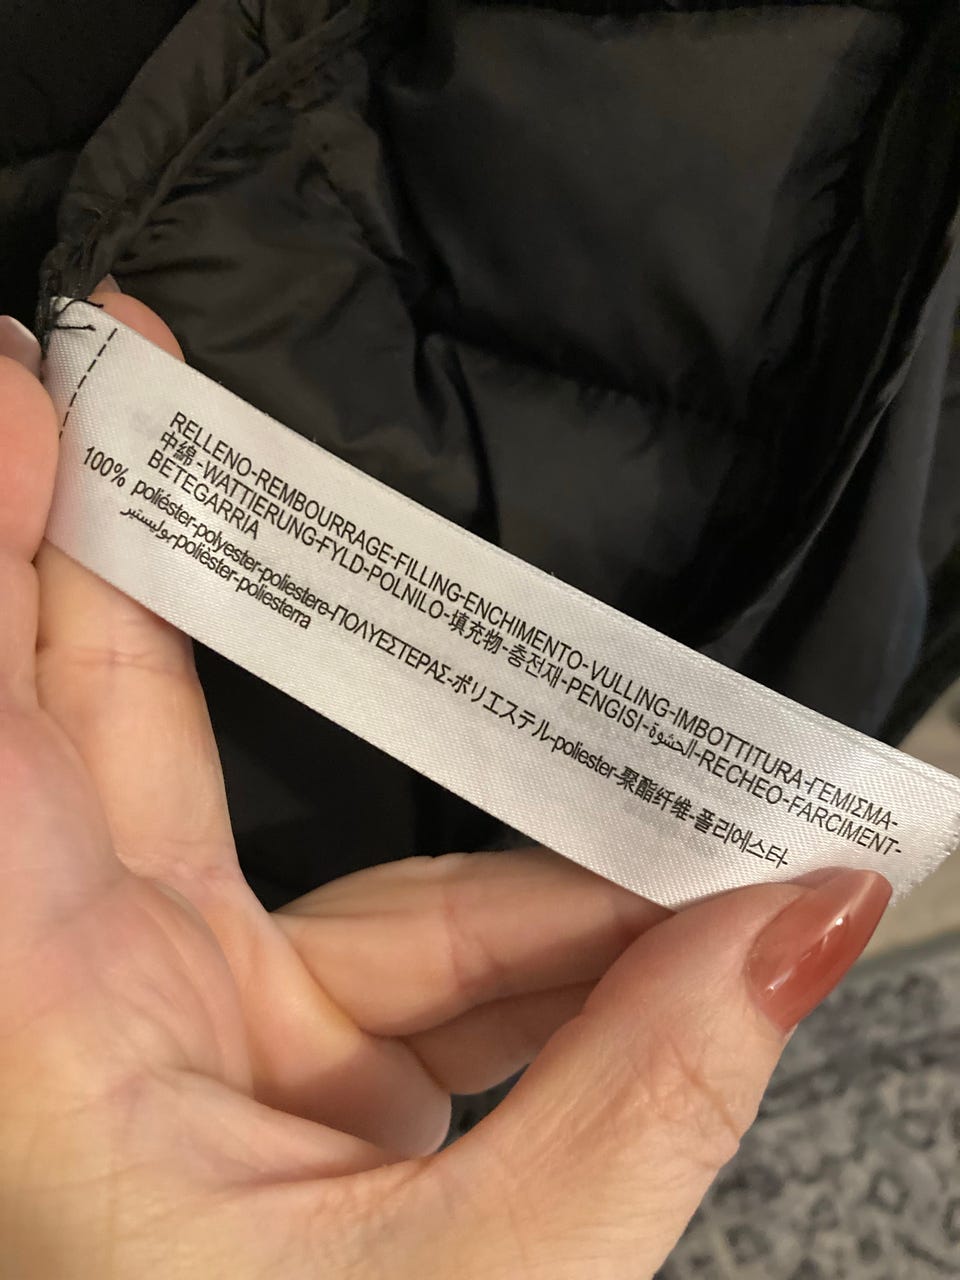 RELLENO-REMBOURRAGE-FILLING-ENCHIMENTO-VULLING-IMBOTTITURA-ΓΕΜΙΣΜΑ-
中綿-WATTIERUNG-FYLD-POLNILO-填充物-충전재-PENGISI-الحشوة-RECHEO-FARCIMENT-
BETEGARRIA
100% poliéster-polyester-poliestere-ΠΟΛΥΕΣΤΕΡΑΣ-ポリエステル-poliester-聚酯纤维-폴리에스터-
بوليستير-poliéster-poliesterra